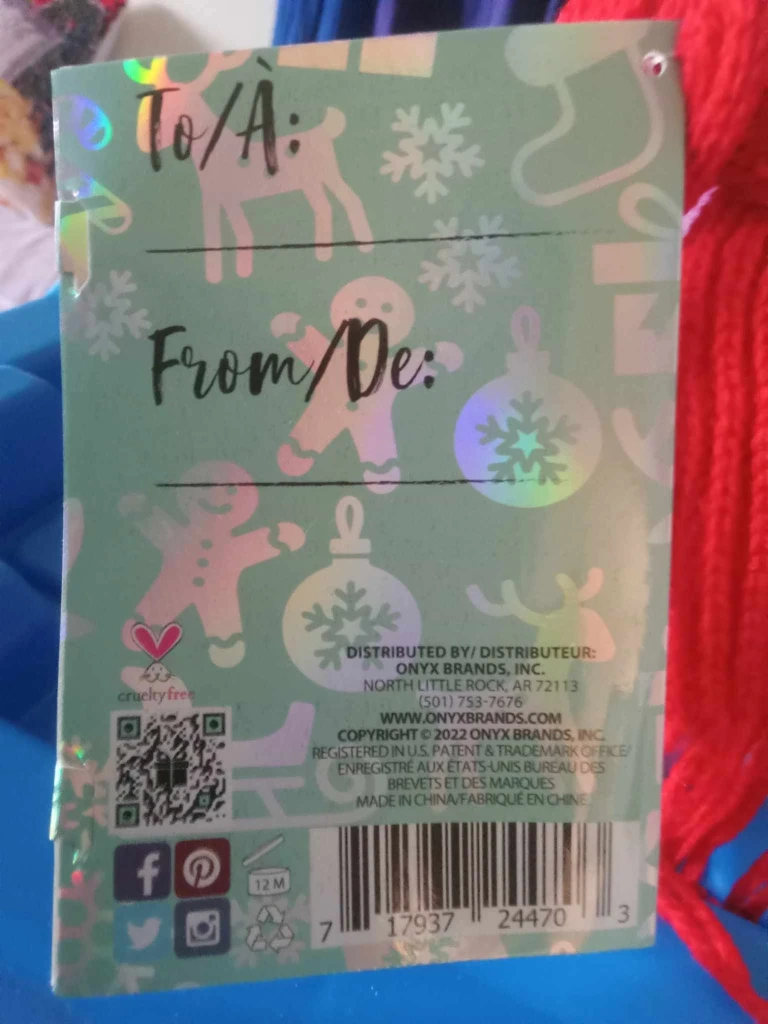 To/À:
From/De:
crueltyfree
DISTRIBUTED BY/ DISTRIBUTEUR:
ONYX BRANDS, INC.
NORTH LITTLE ROCK, AR 72113
(501) 753-7676
WWW.ONYXBRANDS.COM
COPYRIGHT © 2022 ONYX BRANDS, INC.
REGISTERED IN U.S. PATENT & TRADEMARK OFFICE/
ENREGISTRÉ AUX ÉTATS-UNIS BUREAU DES
BREVETS ET DES MARQUES
MADE IN CHINA/FABRIQUÉ EN CHINE
12 M
7 17937 24470 3